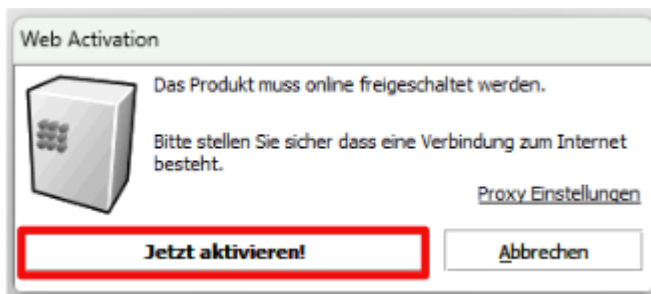 Web Activation
Das Produkt muss online freigeschaltet werden.
Bitte stellen Sie sicher dass eine Verbindung zum Internet
besteht.
Proxy Einstellungen
Jetzt aktivieren!
Abbrechen